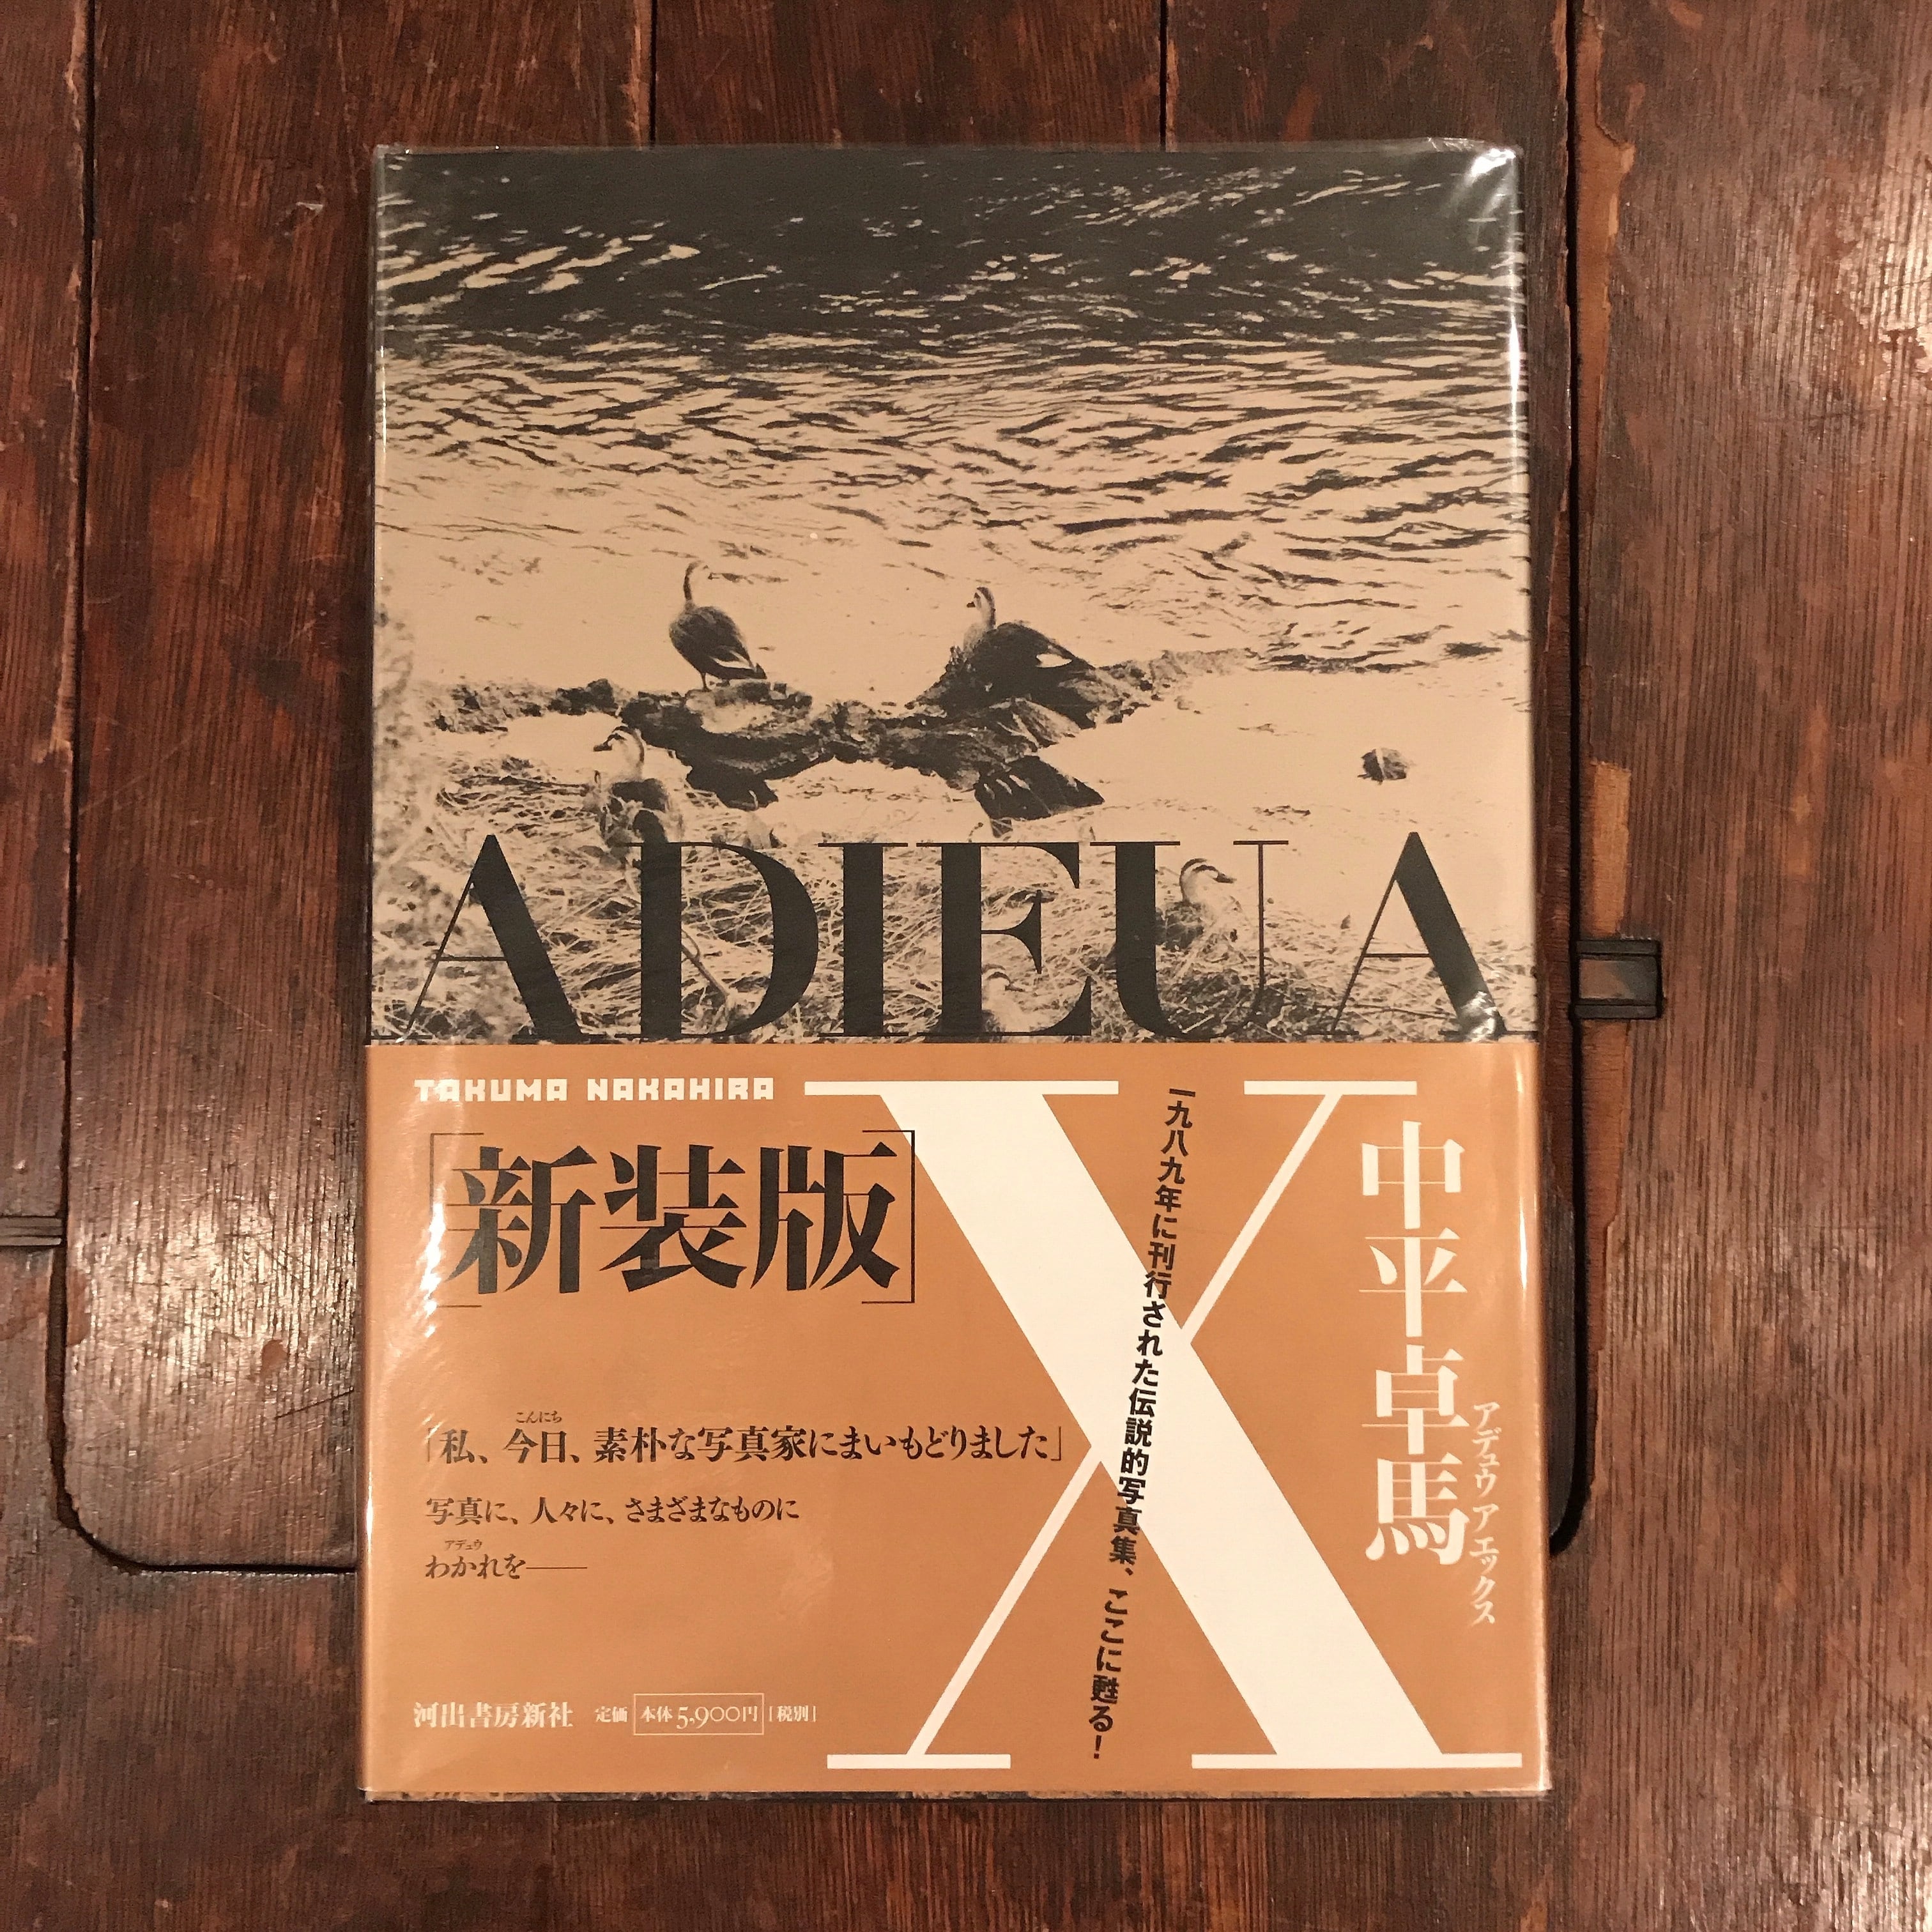 ADIEU A
TAKUMA NAKAHIRA
X
[新装版]
中平卓馬
アデュウ ア エックス
一九八九年に刊行された伝説的写真集、ここに甦る！
こんにち
「私、今日、素朴な写真家にまいもどりました」
写真に、人々に、さまざまなものに
アデュウ
わかれを――
河出書房新社 定価 本体5,900円 [税別]